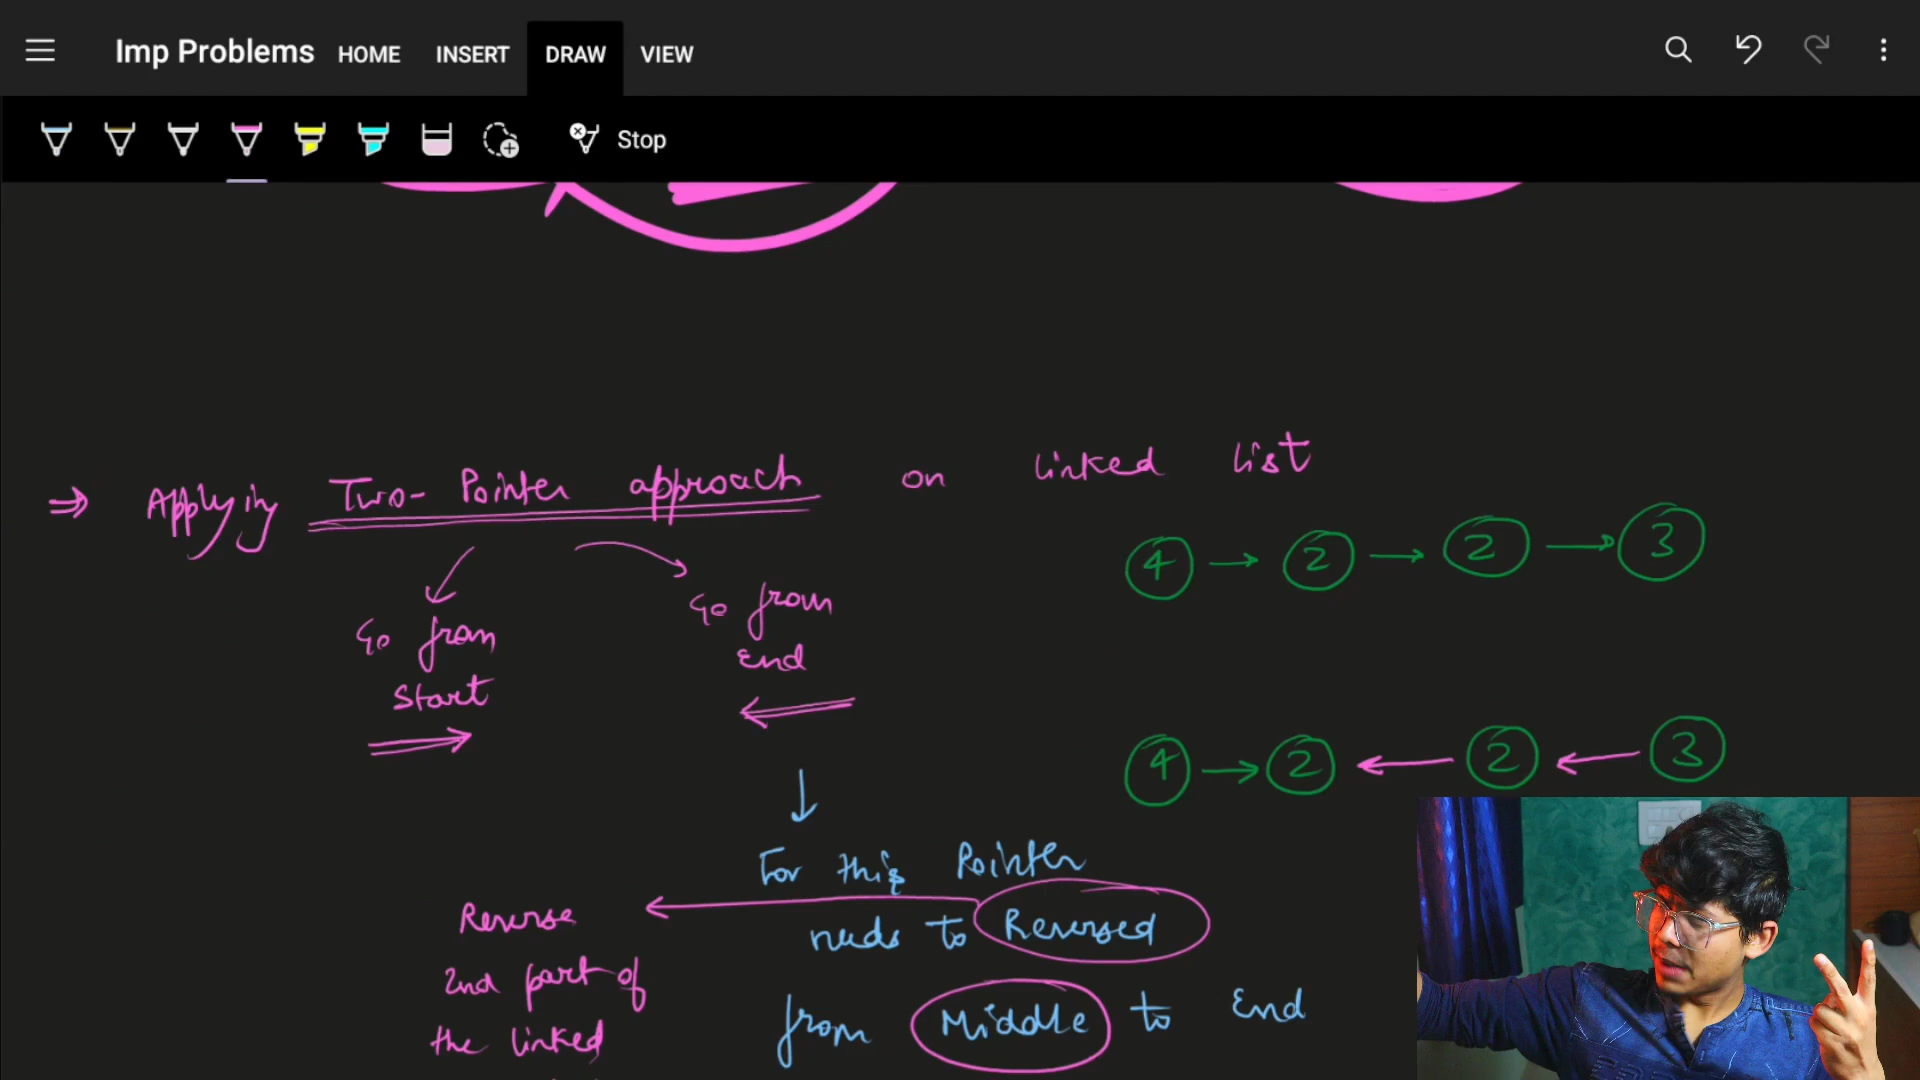 Imp Problems HOME INSERT DRAW VIEW
Stop
⇒ Applying Two-Pointer approach on linked list
4 → 2 → 2 → 3
Go from
Start
Go from
End
4 → 2 ← 2 ← 3
For this Pointer
needs to Reversed
from Middle to End
Reverse
2nd part of
the linked